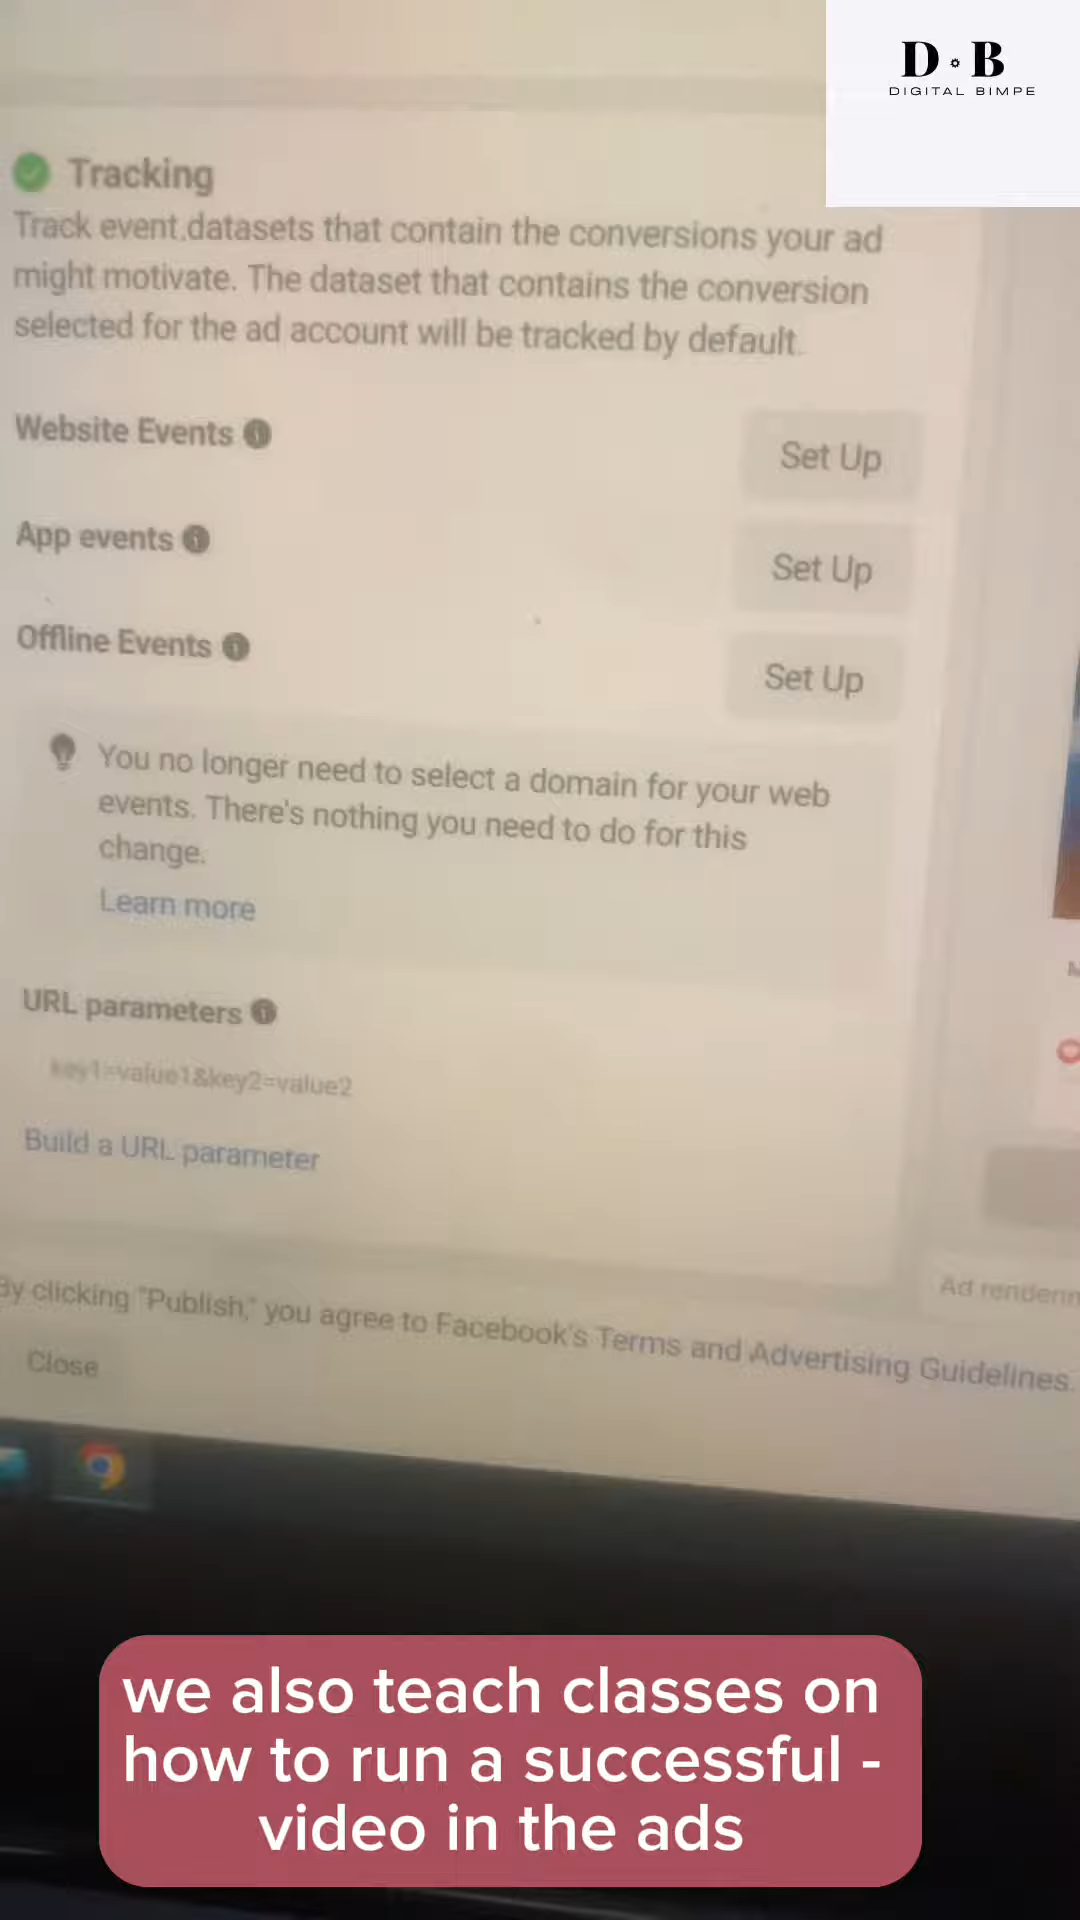 D B
DIGITAL BIMPE
Tracking
Track event datasets that contain the conversions your ad
might motivate. The dataset that contains the conversion
selected for the ad account will be tracked by default.
Website Events
Set Up
App events
Set Up
Offline Events
Set Up
You no longer need to select a domain for your web
events. There's nothing you need to do for this
change.
Learn more
URL parameters
key1=value1&key2=value2
Build a URL parameter
By clicking "Publish," you agree to Facebook's Terms and Advertising Guidelines.
Ad
Close
we also teach classes on
how to run a successful -
video in the ads